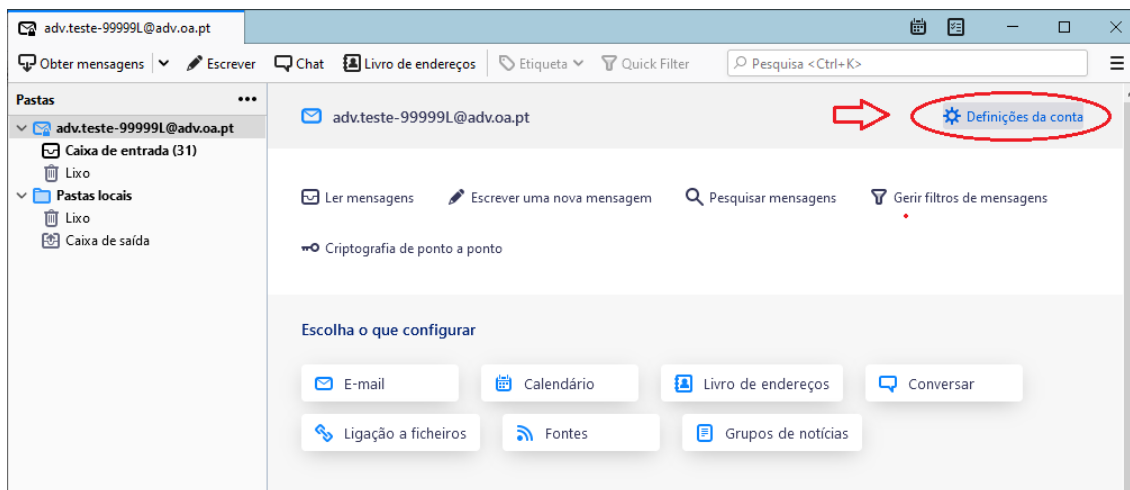 adv.teste-99999L@adv.oa.pt
Obter mensagens Escrever Chat Livro de endereços Etiqueta Quick Filter Pesquisa <Ctrl+K>
Pastas
adv.teste-99999L@adv.oa.pt
Caixa de entrada (31)
Lixo
Pastas locais
Lixo
Caixa de saída
adv.teste-99999L@adv.oa.pt Definições da conta
Ler mensagens Escrever uma nova mensagem Pesquisar mensagens Gerir filtros de mensagens
Criptografia de ponto a ponto
Escolha o que configurar
E-mail Calendário Livro de endereços Conversar
Ligação a ficheiros Fontes Grupos de notícias